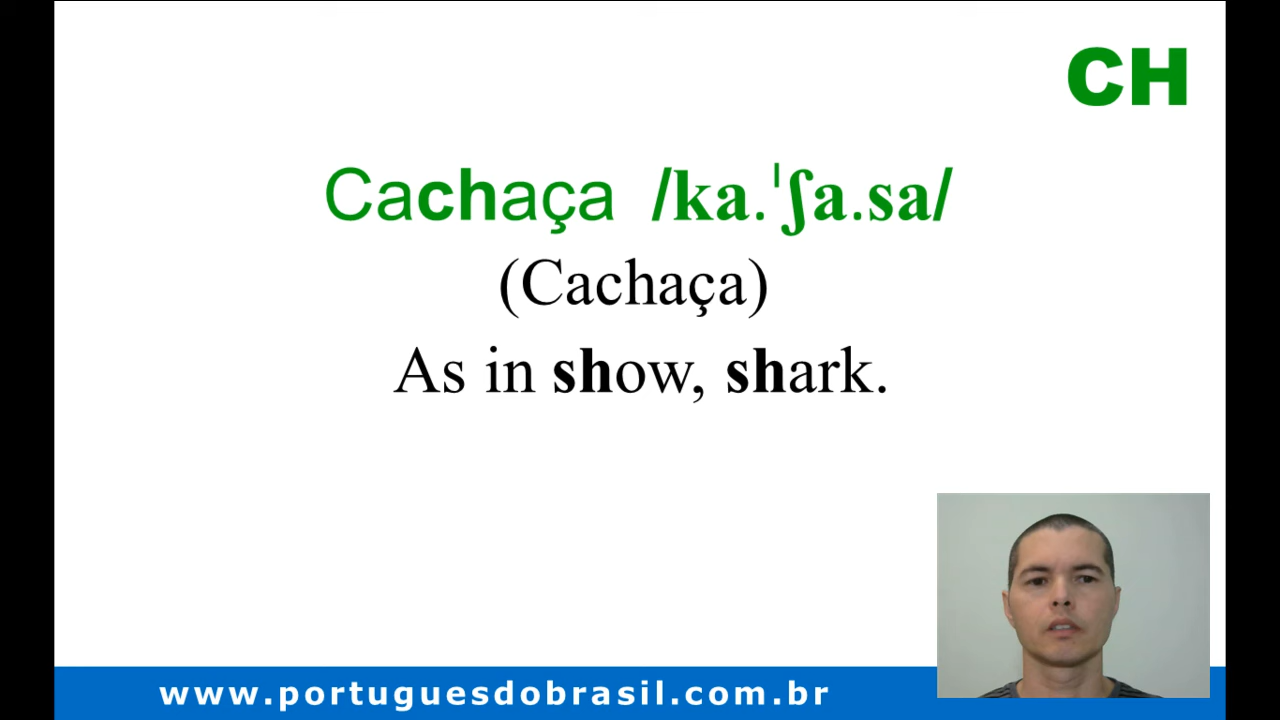 CH
Cachaça /ka.ˈʃa.sa/
(Cachaça)
As in show, shark.
www.portuguesdobrasil.com.br